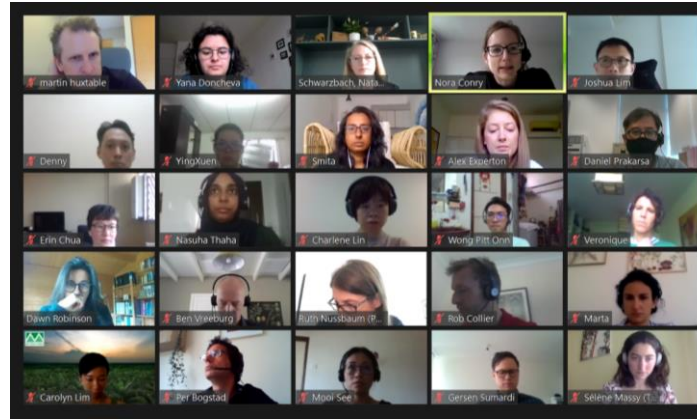 martin huxtable
Yana Doncheva
Schwarzbach, Nata...
Nora Conry
Joshua Lim
Denny
YingXuen
Smita
Alex Experton
Daniel Prakarsa
Erin Chua
Nasuha Thaha
Charlene Lin
Wong Pitt Onn
Veronique
Dawn Robinson
Ben Vreeburg
Ruth Nussbaum (P...
Rob Collier
Marta
Carolyn Lim
Per Bogstad
Mooi See
Gersen Sumardi
Sélène Massy (T...